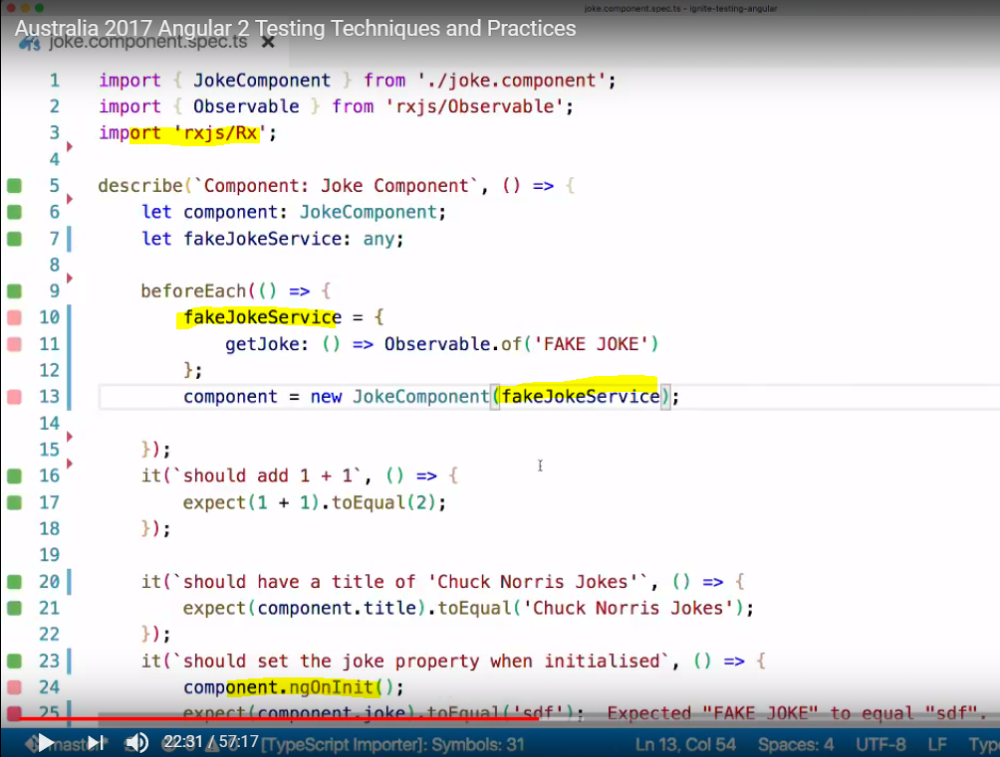 joke.component.spec.ts - ignite-testing-angular
Australia 2017 Angular 2 Testing Techniques and Practices
joke.component.spec.ts ×
1 import { JokeComponent } from './joke.component';
2 import { Observable } from 'rxjs/Observable';
3 import 'rxjs/Rx';
4
5 describe(`Component: Joke Component`, () => {
6 let component: JokeComponent;
7 let fakeJokeService: any;
8
9 beforeEach(() => {
10 fakeJokeService = {
11 getJoke: () => Observable.of('FAKE JOKE')
12 };
13 component = new JokeComponent(fakeJokeService);
14
15 });
16 it(`should add 1 + 1`, () => {
17 expect(1 + 1).toEqual(2);
18 });
19
20 it(`should have a title of 'Chuck Norris Jokes'`, () => {
21 expect(component.title).toEqual('Chuck Norris Jokes');
22 });
23 it(`should set the joke property when initialised`, () => {
24 component.ngOnInit();
25 expect(component.joke).toEqual('sdf'); Expected "FAKE JOKE" to equal "sdf".
master* 22:31 / 57:17 [TypeScript Importer]: Symbols: 31 Ln 13, Col 54 Spaces: 4 UTF-8 LF Typ